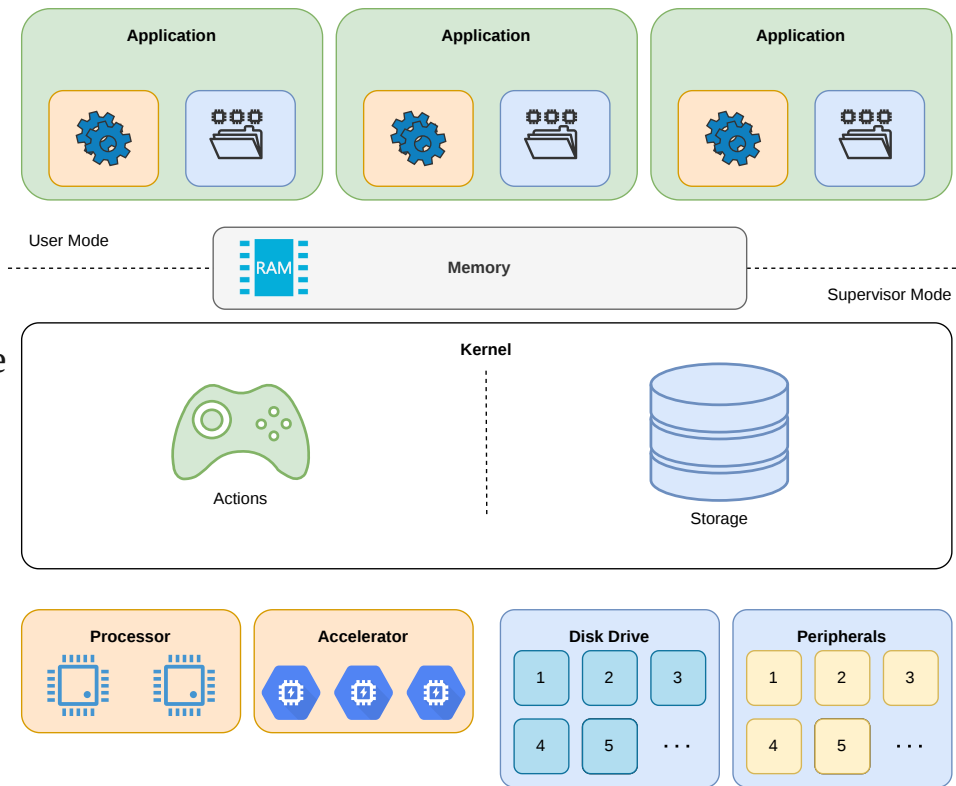 Application
Application
Application
User Mode
RAM
Memory
Supervisor Mode
e
Kernel
Actions
Storage
Processor
Accelerator
Disk Drive
Peripherals
1 2 3
1 2 3
4 5 ...
4 5 ...